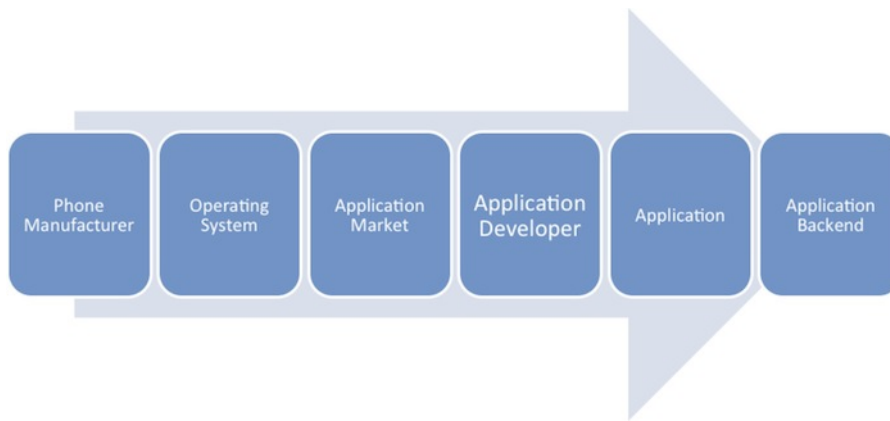 Phone
Manufacturer
Operating
System
Application
Market
Application
Developer
Application
Application
Backend